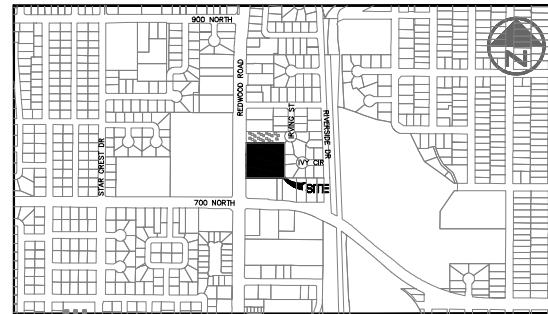 900 NORTH
REDWOOD ROAD
IRVING ST
RIVERSIDE DR
STAR CREST DR
IVY CIR
SITE
700 NORTH
N